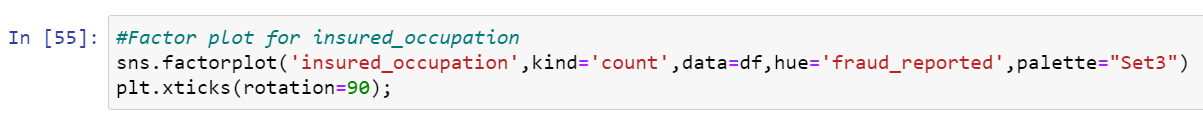 In [55]: #Factor plot for insured_occupation
sns.factorplot('insured_occupation',kind='count',data=df,hue='fraud_reported',palette="Set3")
plt.xticks(rotation=90);